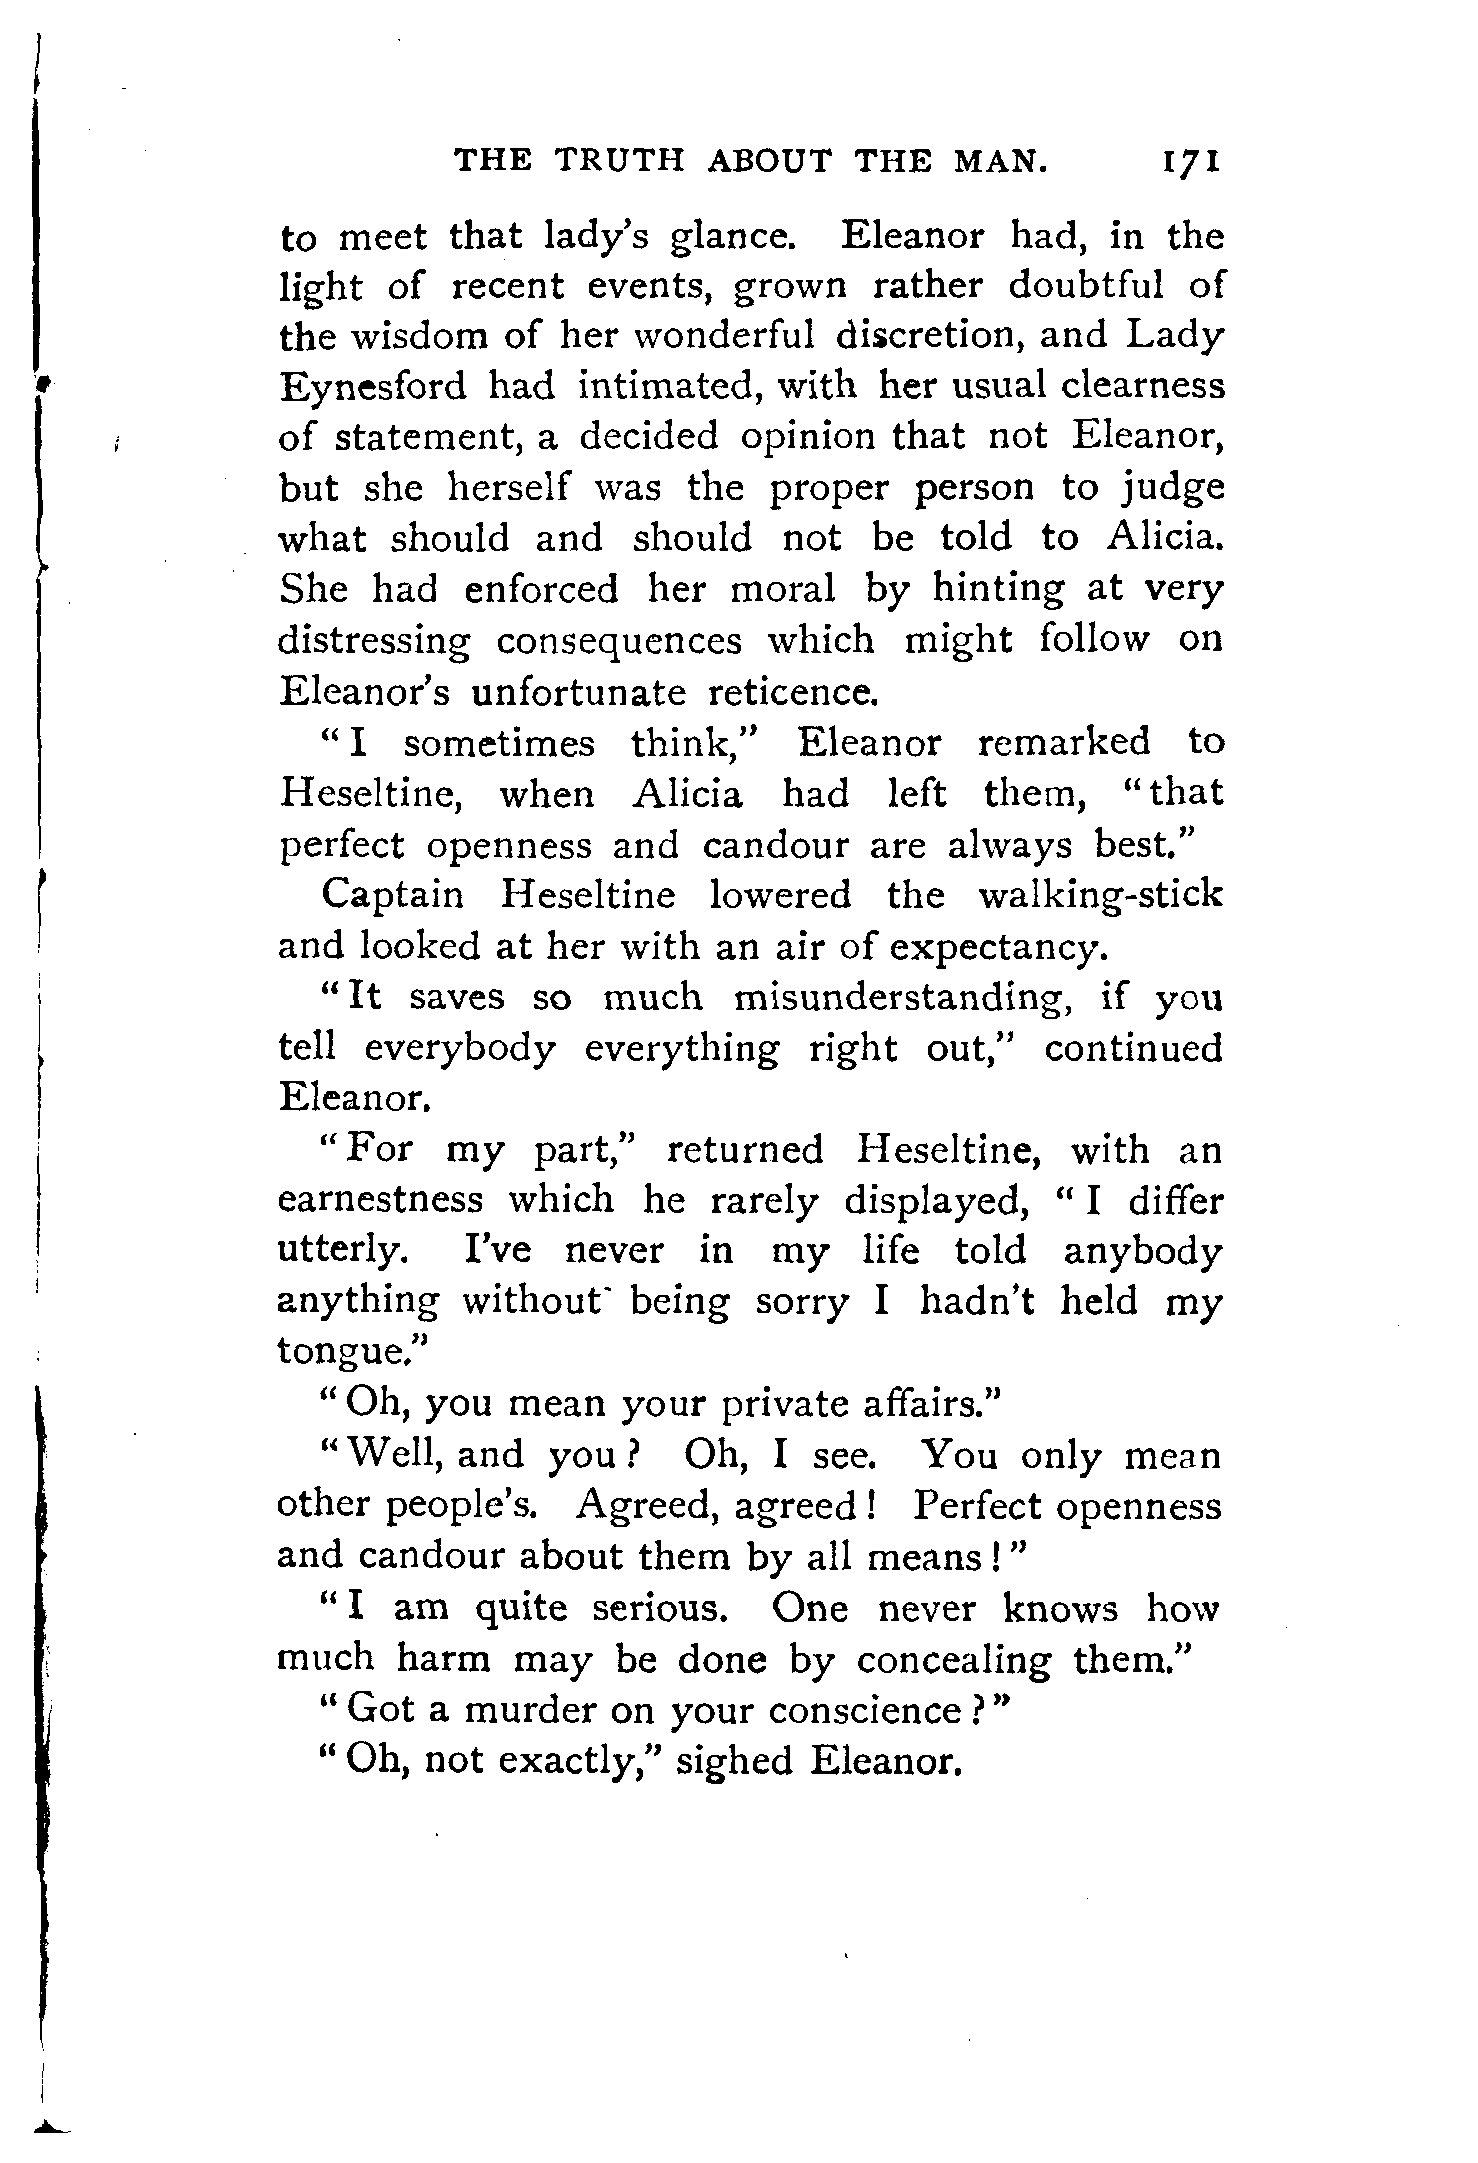 THE TRUTH ABOUT THE MAN. 171
to meet that lady's glance. Eleanor had, in the
light of recent events, grown rather doubtful of
the wisdom of her wonderful discretion, and Lady
Eynesford had intimated, with her usual clearness
of statement, a decided opinion that not Eleanor,
but she herself was the proper person to judge
what should and should not be told to Alicia.
She had enforced her moral by hinting at very
distressing consequences which might follow on
Eleanor's unfortunate reticence.
"I sometimes think," Eleanor remarked to
Heseltine, when Alicia had left them, "that
perfect openness and candour are always best."
Captain Heseltine lowered the walking-stick
and looked at her with an air of expectancy.
"It saves so much misunderstanding, if you
tell everybody everything right out," continued
Eleanor.
"For my part," returned Heseltine, with an
earnestness which he rarely displayed, "I differ
utterly. I've never in my life told anybody
anything without being sorry I hadn't held my
tongue."
"Oh, you mean your private affairs."
"Well, and you? Oh, I see. You only mean
other people's. Agreed, agreed! Perfect openness
and candour about them by all means!"
"I am quite serious. One never knows how
much harm may be done by concealing them."
"Got a murder on your conscience?"
"Oh, not exactly," sighed Eleanor.